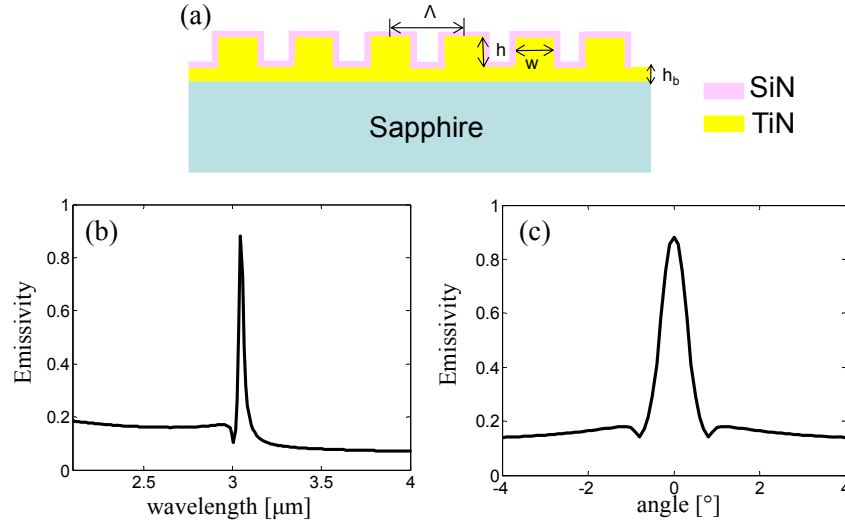 (a)
Λ
h
w
h_b
SiN
TiN
Sapphire
(b)
Emissivity
1
0.8
0.6
0.4
0.2
0
2.5
3
3.5
4
wavelength [μm]
(c)
Emissivity
1
0.8
0.6
0.4
0.2
0
-4
-2
0
2
4
angle [°]